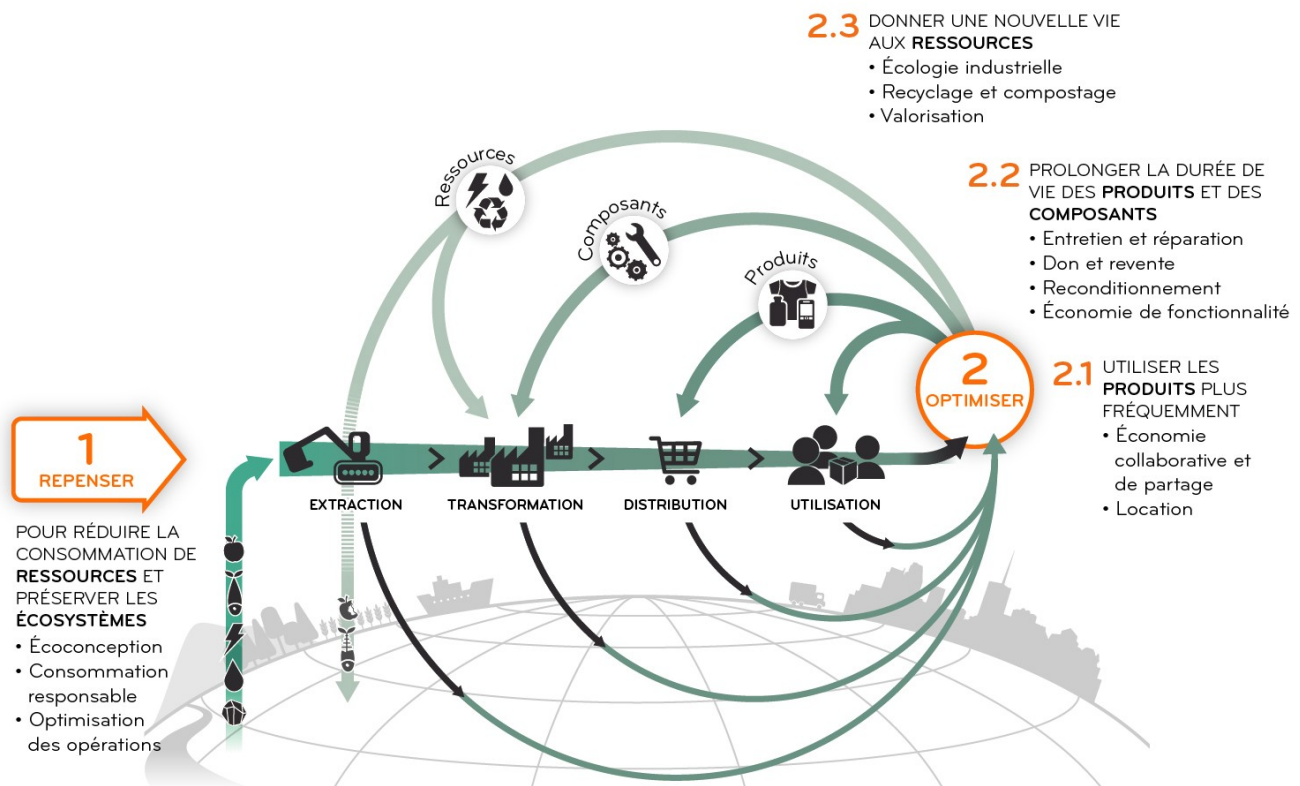 2.3 DONNER UNE NOUVELLE VIE
AUX RESSOURCES
• Écologie industrielle
• Recyclage et compostage
• Valorisation
Ressources
Composants
Produits
2.2 PROLONGER LA DURÉE DE
VIE DES PRODUITS ET DES
COMPOSANTS
• Entretien et réparation
• Don et revente
• Reconditionnement
• Économie de fonctionnalité
2
OPTIMISER
2.1 UTILISER LES
PRODUITS PLUS
FRÉQUEMMENT
• Économie
collaborative et
de partage
• Location
1
REPENSER
POUR RÉDUIRE LA
CONSOMMATION DE
RESSOURCES ET
PRÉSERVER LES
ÉCOSYSTÈMES
• Écoconception
• Consommation
responsable
• Optimisation
des opérations
EXTRACTION
TRANSFORMATION
DISTRIBUTION
UTILISATION